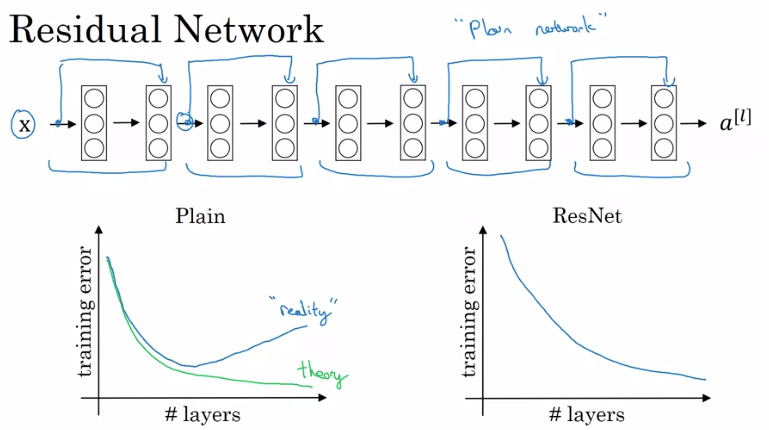 Residual Network
"Plain network"
x
a^[l]
Plain
ResNet
training error
"reality"
theory
# layers
training error
# layers